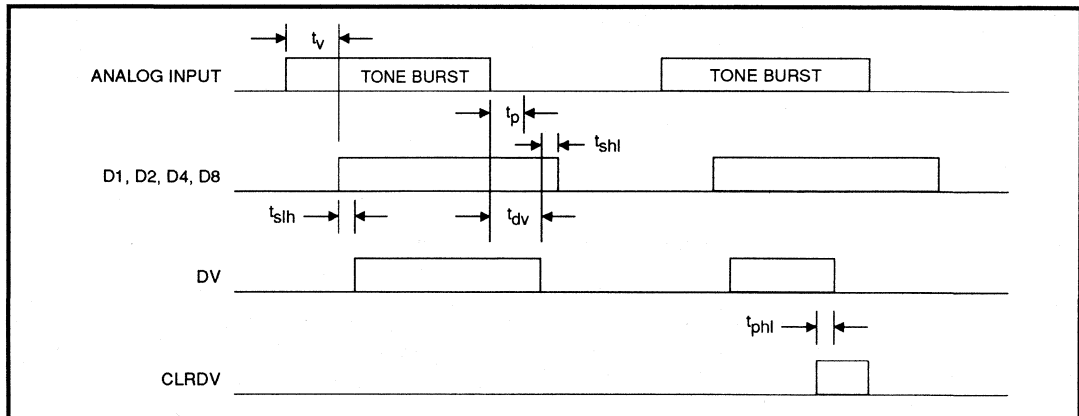 tv
ANALOG INPUT
TONE BURST
TONE BURST
tp
tshl
D1, D2, D4, D8
tslh
tdv
DV
tphl
CLRDV